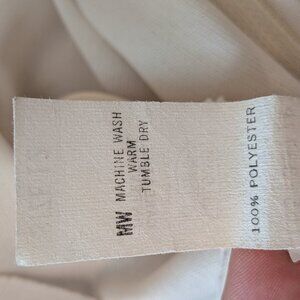 MW MACHINE WASH
WARM
TUMBLE DRY
100% POLYESTER